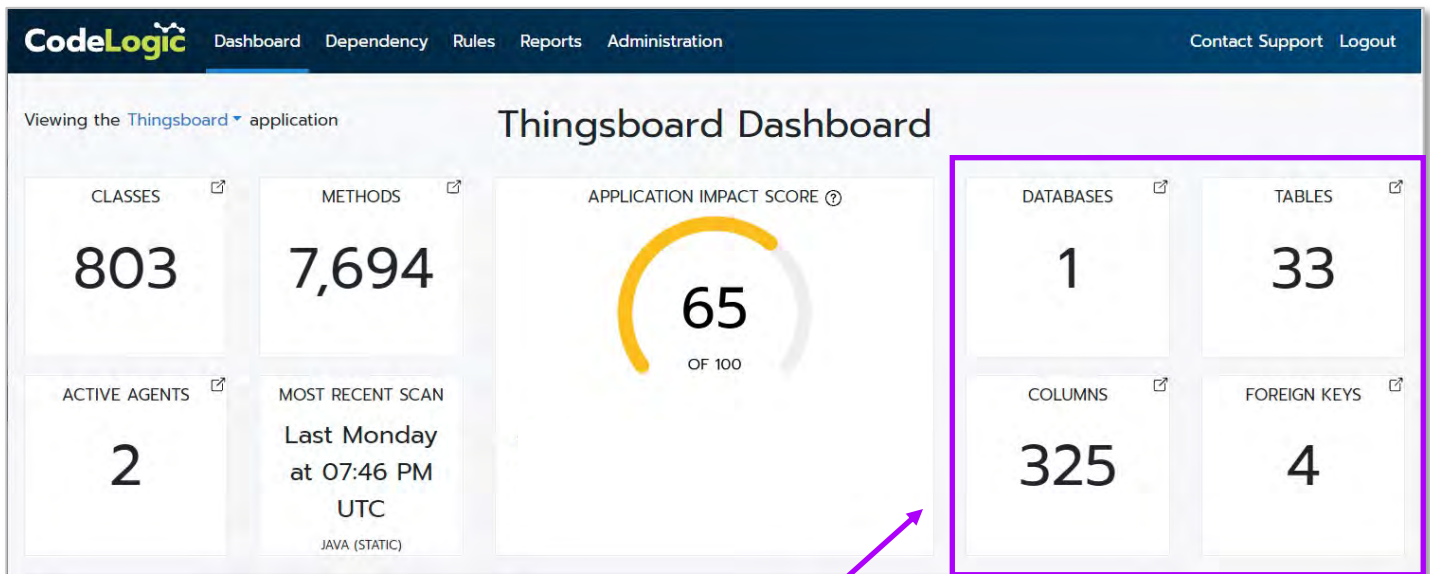 CodeLogic Dashboard Dependency Rules Reports Administration Contact Support Logout
Viewing the Thingsboard application
Thingsboard Dashboard
CLASSES
803
METHODS
7,694
APPLICATION IMPACT SCORE ?
65
OF 100
DATABASES
1
TABLES
33
ACTIVE AGENTS
2
MOST RECENT SCAN
Last Monday
at 07:46 PM
UTC
JAVA (STATIC)
COLUMNS
325
FOREIGN KEYS
4